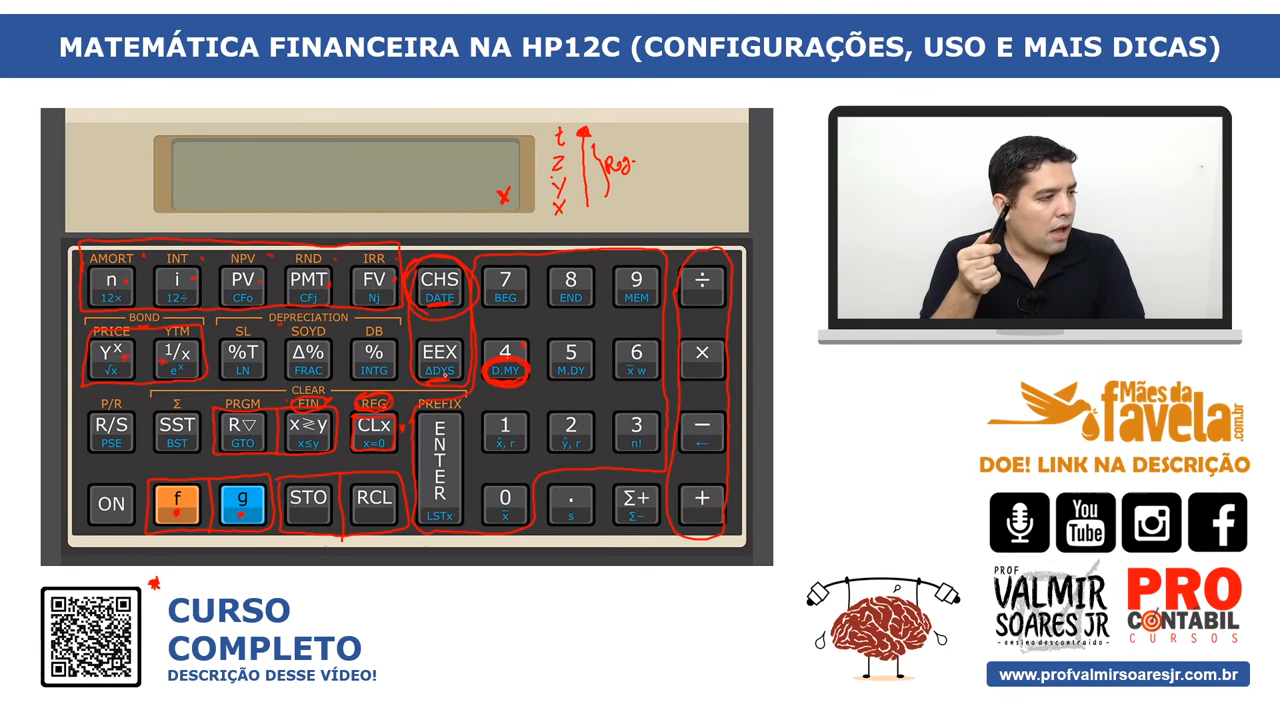 MATEMÁTICA FINANCEIRA NA HP12C (CONFIGURAÇÕES, USO E MAIS DICAS)
t
Z
Y
X
Reg.
x
AMORT INT NPV RND IRR
n i PV PMT FV CHS 7 8 9 ÷
12× 12÷ CFo CFj Nj DATE BEG END MEM
BOND DEPRECIATION
PRICE YTM SL SOYD DB
Yx 1/x %T Δ% % EEX 4 5 6 ×
√x ex LN FRAC INTG ΔDYS D.MY M.DY x̄ w
CLEAR
P/R Σ PRGM FIN REG PREFIX
R/S SST R▽ x≷y CLx ENTER 1 2 3 −
PSE BST GTO x≤y x=0 x̂, r ŷ, r n! ←
ON f g STO RCL 0 . Σ+ +
LSTx x̄ s Σ−
Mães da
favela.com.br
DOE! LINK NA DESCRIÇÃO
You
Tube
CURSO
COMPLETO
DESCRIÇÃO DESSE VÍDEO!
PROF
VALMIR
SOARES JR
ensino descontraído
PRO
CONTÁBIL
CURSOS
www.profvalmirsoaresjr.com.br